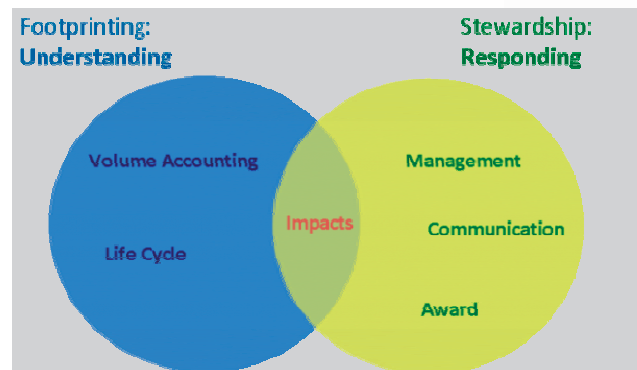 Footprinting:
Understanding
Stewardship:
Responding
Volume Accounting
Management
Impacts
Communication
Life Cycle
Award